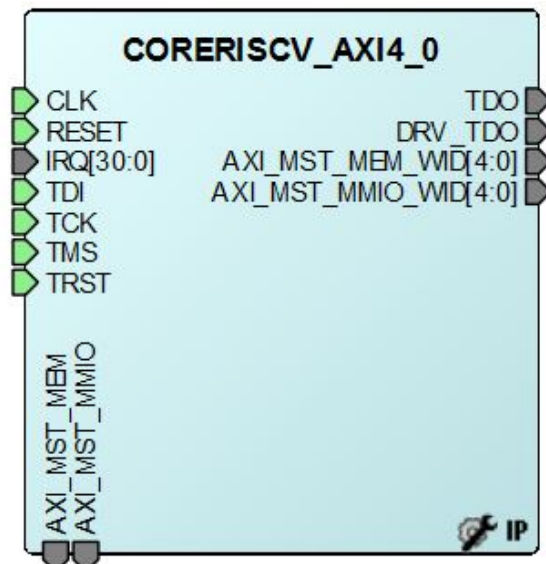 CORERISCV_AXI4_0
CLK
RESET
IRQ[30:0]
TDI
TCK
TMS
TRST
TDO
DRV_TDO
AXI_MST_MEM_WID[4:0]
AXI_MST_MMIO_WID[4:0]
AXI_MST_MEM
AXI_MST_MMIO
IP